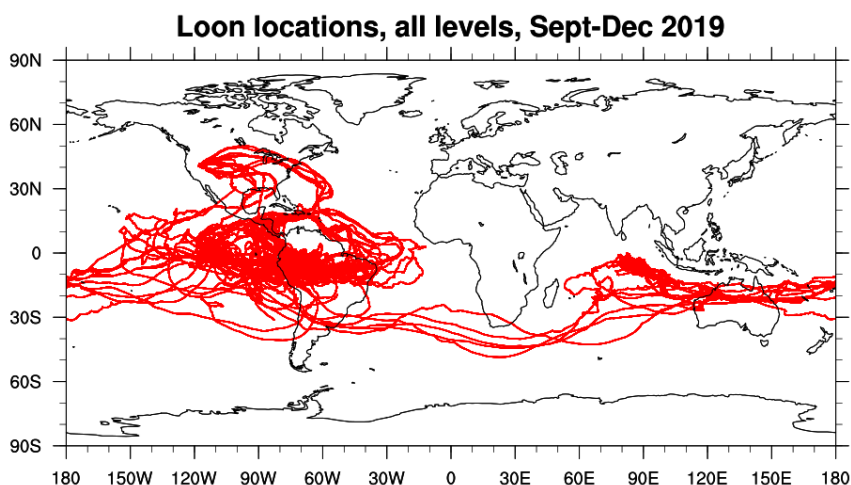 Loon locations, all levels, Sept-Dec 2019
90N
60N
30N
0
30S
60S
90S
180 150W 120W 90W 60W 30W 0 30E 60E 90E 120E 150E 180